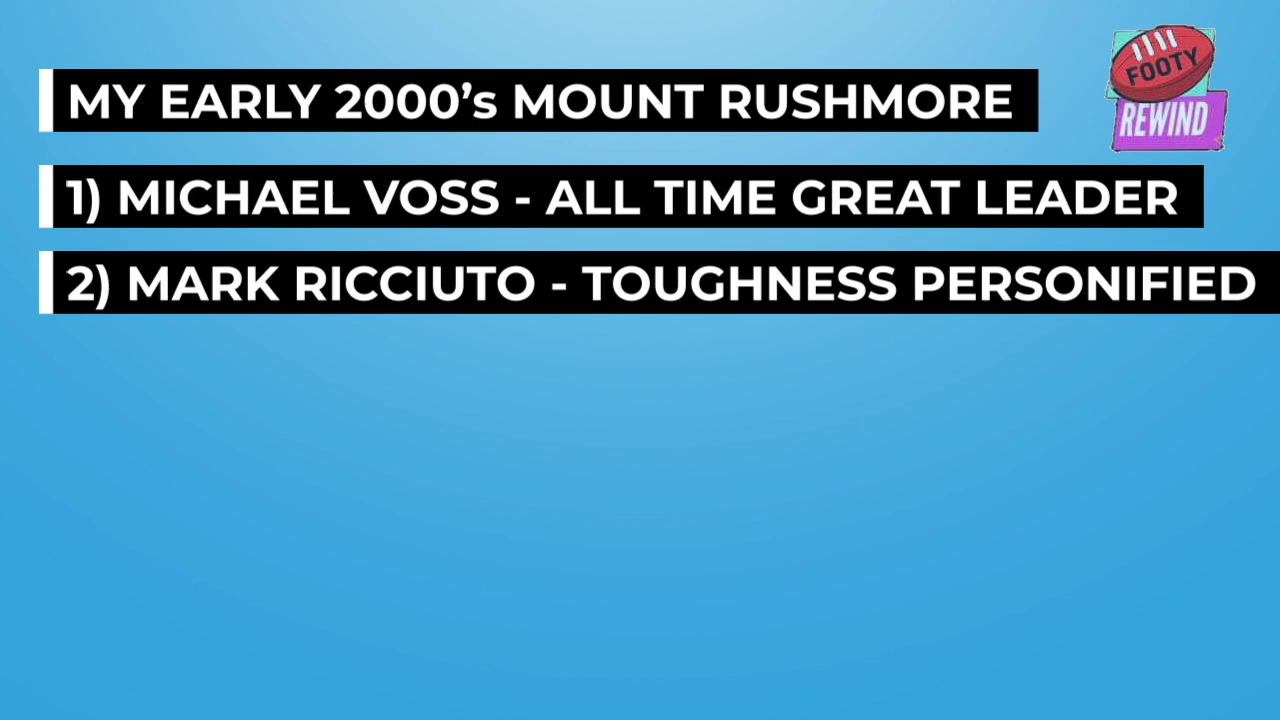 MY EARLY 2000’s MOUNT RUSHMORE
FOOTY
REWIND
1) MICHAEL VOSS - ALL TIME GREAT LEADER
2) MARK RICCIUTO - TOUGHNESS PERSONIFIED